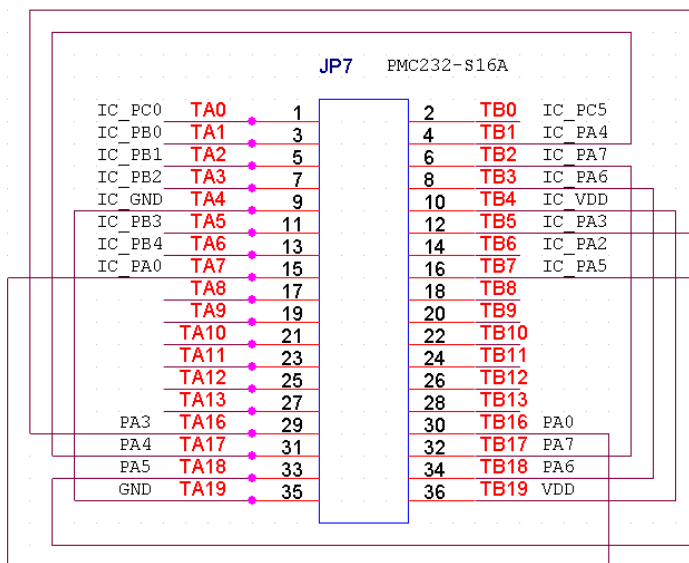 JP7 PMC232-S16A
IC_PC0 TA0 1 2 TB0 IC_PC5
IC_PB0 TA1 3 4 TB1 IC_PA4
IC_PB1 TA2 5 6 TB2 IC_PA7
IC_PB2 TA3 7 8 TB3 IC_PA6
IC_GND TA4 9 10 TB4 IC_VDD
IC_PB3 TA5 11 12 TB5 IC_PA3
IC_PB4 TA6 13 14 TB6 IC_PA2
IC_PA0 TA7 15 16 TB7 IC_PA5
TA8 17 18 TB8
TA9 19 20 TB9
TA10 21 22 TB10
TA11 23 24 TB11
TA12 25 26 TB12
TA13 27 28 TB13
PA3 TA16 29 30 TB16 PA0
PA4 TA17 31 32 TB17 PA7
PA5 TA18 33 34 TB18 PA6
GND TA19 35 36 TB19 VDD